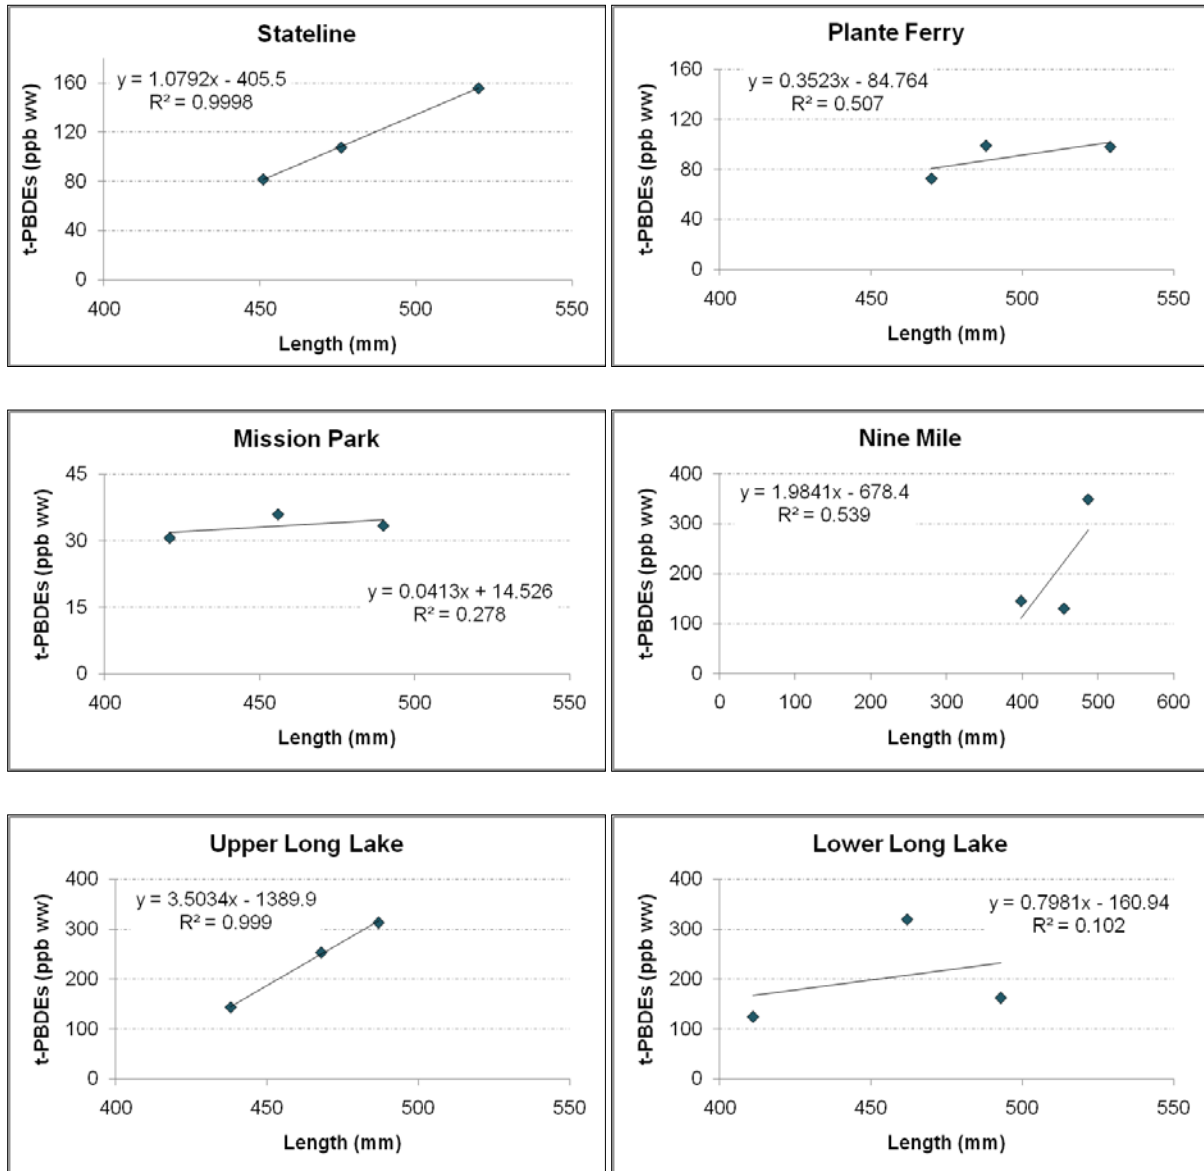 Stateline
y = 1.0792x - 405.5
R² = 0.9998
160
120
80
40
0
400 450 500 550
t-PBDEs (ppb ww)
Length (mm)
Plante Ferry
y = 0.3523x - 84.764
R² = 0.507
160
120
80
40
0
400 450 500 550
t-PBDEs (ppb ww)
Length (mm)
Mission Park
45
30
15
0
y = 0.0413x + 14.526
R² = 0.278
400 450 500 550
t-PBDEs (ppb ww)
Length (mm)
Nine Mile
y = 1.9841x - 678.4
R² = 0.539
400
300
200
100
0
0 100 200 300 400 500 600
t-PBDEs (ppb ww)
Length (mm)
Upper Long Lake
y = 3.5034x - 1389.9
R² = 0.999
400
300
200
100
0
400 450 500 550
t-PBDEs (ppb ww)
Length (mm)
Lower Long Lake
y = 0.7981x - 160.94
R² = 0.102
400
300
200
100
0
400 450 500 550
t-PBDEs (ppb ww)
Length (mm)